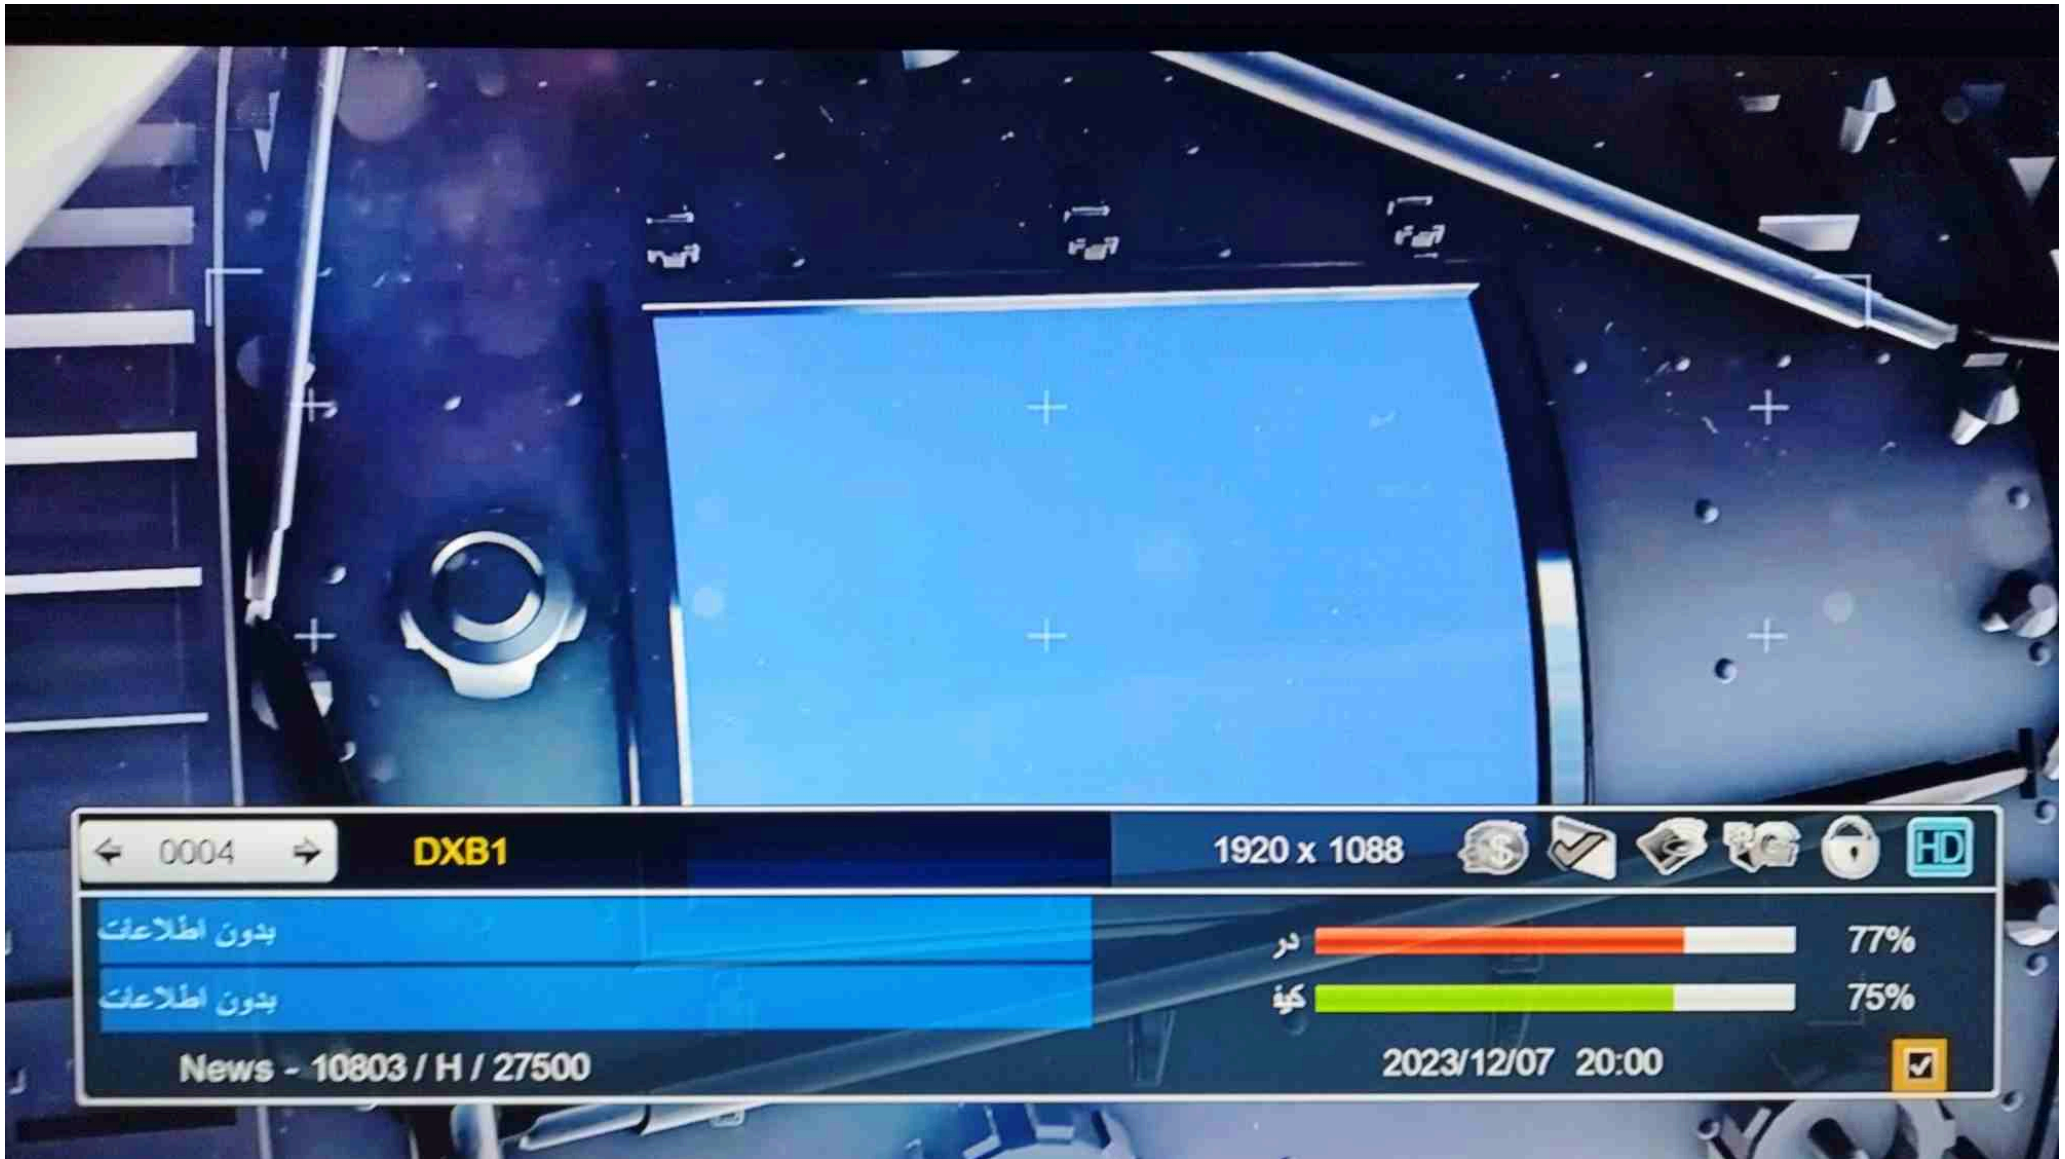 0004
DXB1
1920 x 1088
HD
بدون اطلاعات
در
77%
بدون اطلاعات
کیف
75%
News - 10803 / H / 27500
2023/12/07 20:00